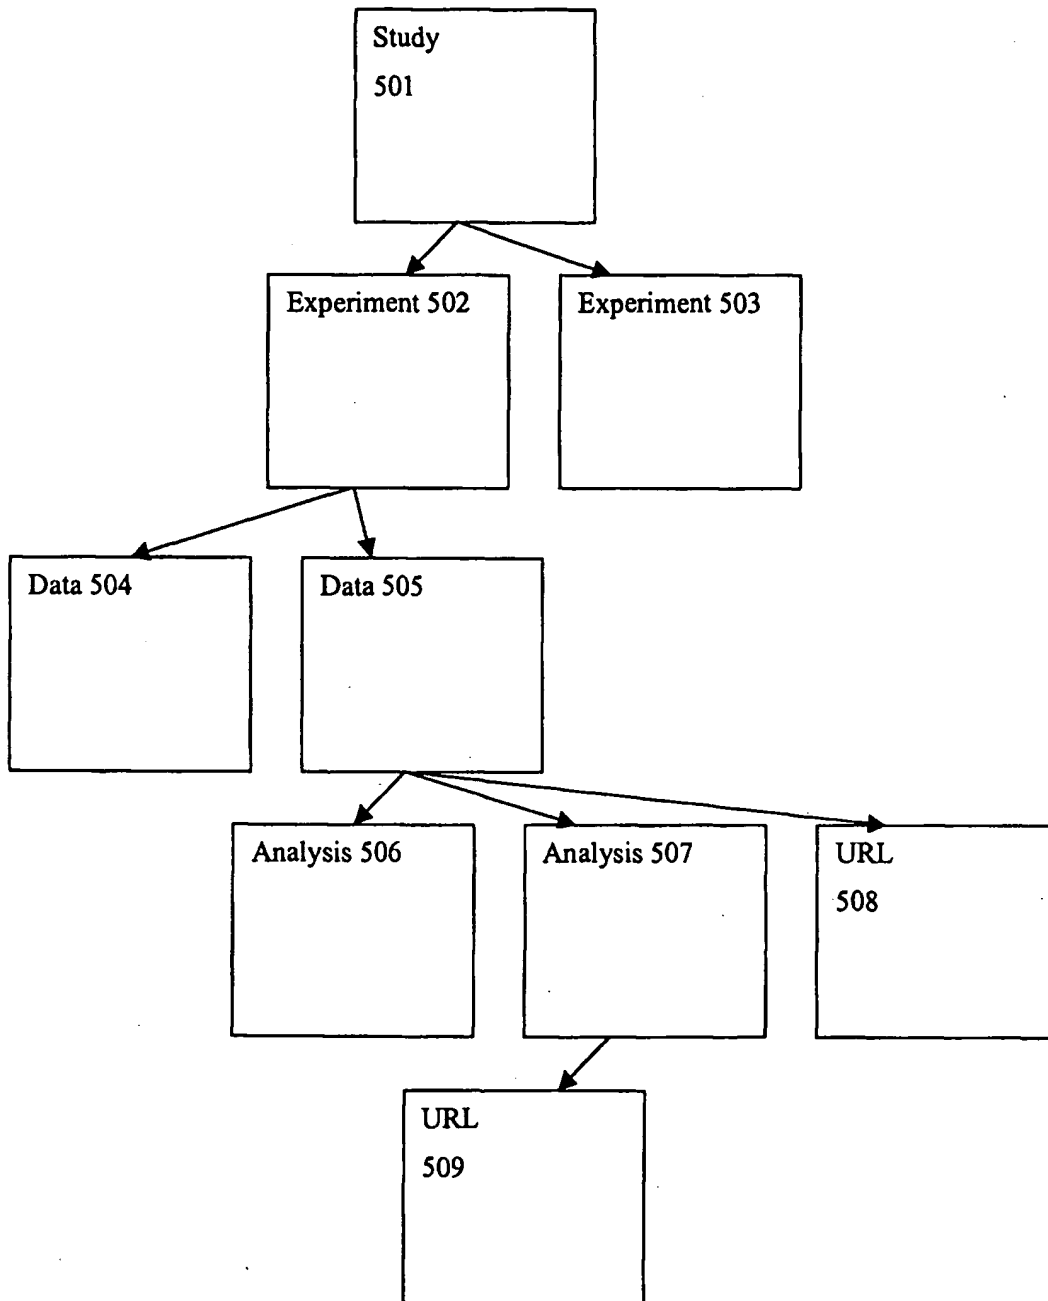 Study
501
Experiment 502
Experiment 503
Data 504
Data 505
Analysis 506
Analysis 507
URL
508
URL
509